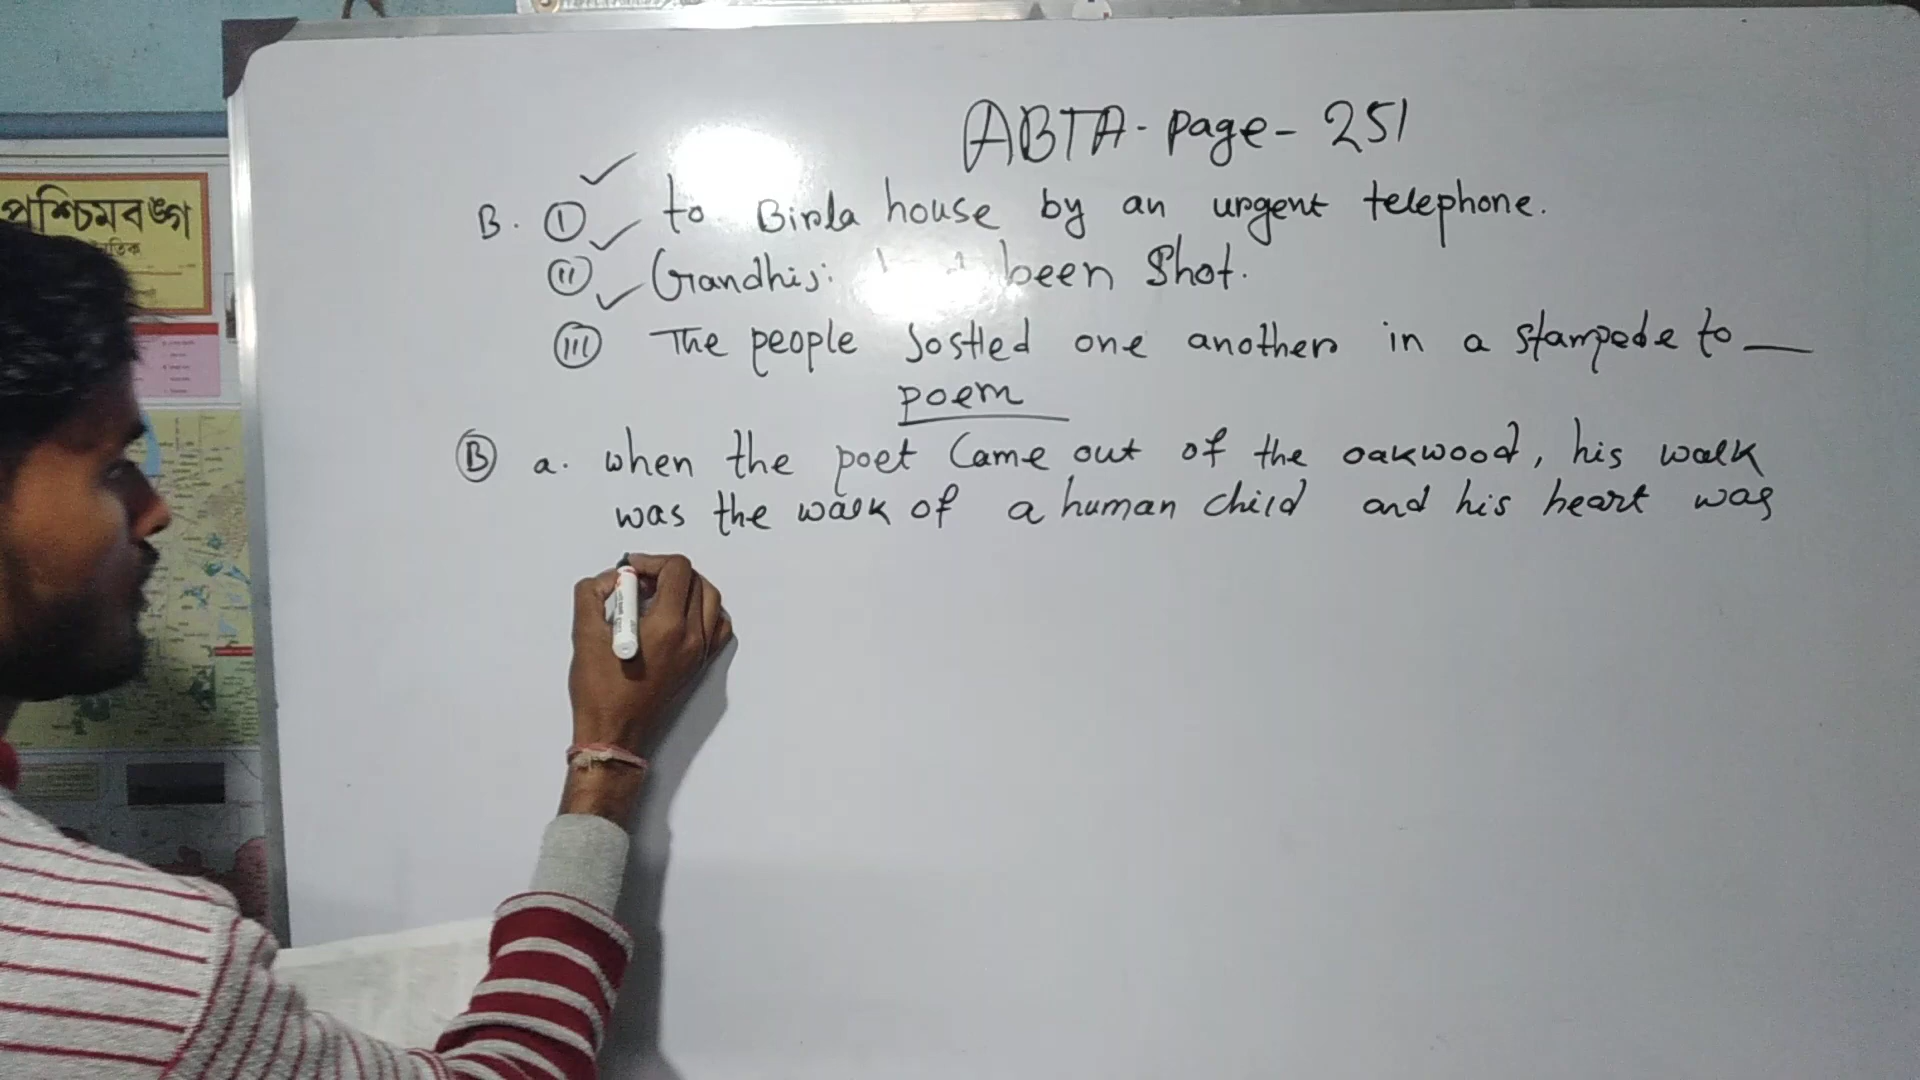 পশ্চিমবঙ্গ
ABTA - page - 251
B. (I) to Birla house by an urgent telephone.
(II) Gandhiji been Shot.
(III) The people Jostled one another in a stampede to —
poem
(B) a. when the poet Came out of the oakwood, his walk
was the walk of a human child and his heart was